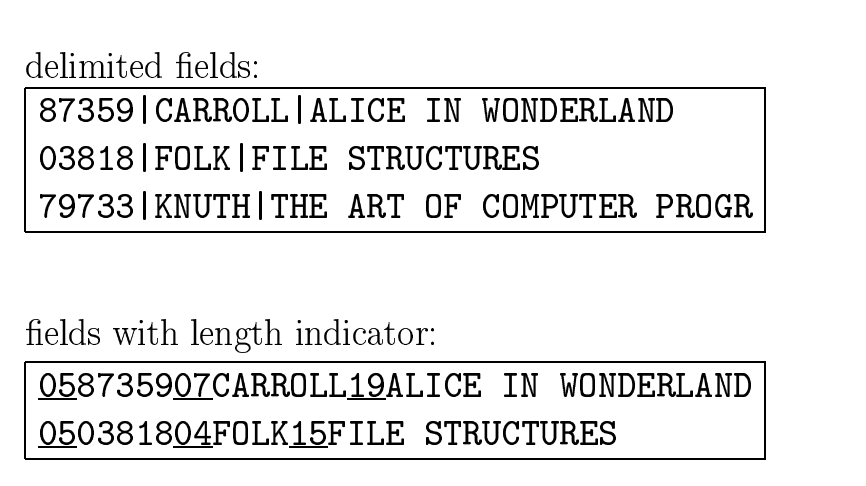 delimited fields:
87359|CARROLL|ALICE IN WONDERLAND
03818|FOLK|FILE STRUCTURES
79733|KNUTH|THE ART OF COMPUTER PROGR
fields with length indicator:
058735907CARROLL19ALICE IN WONDERLAND
050381804FOLK15FILE STRUCTURES